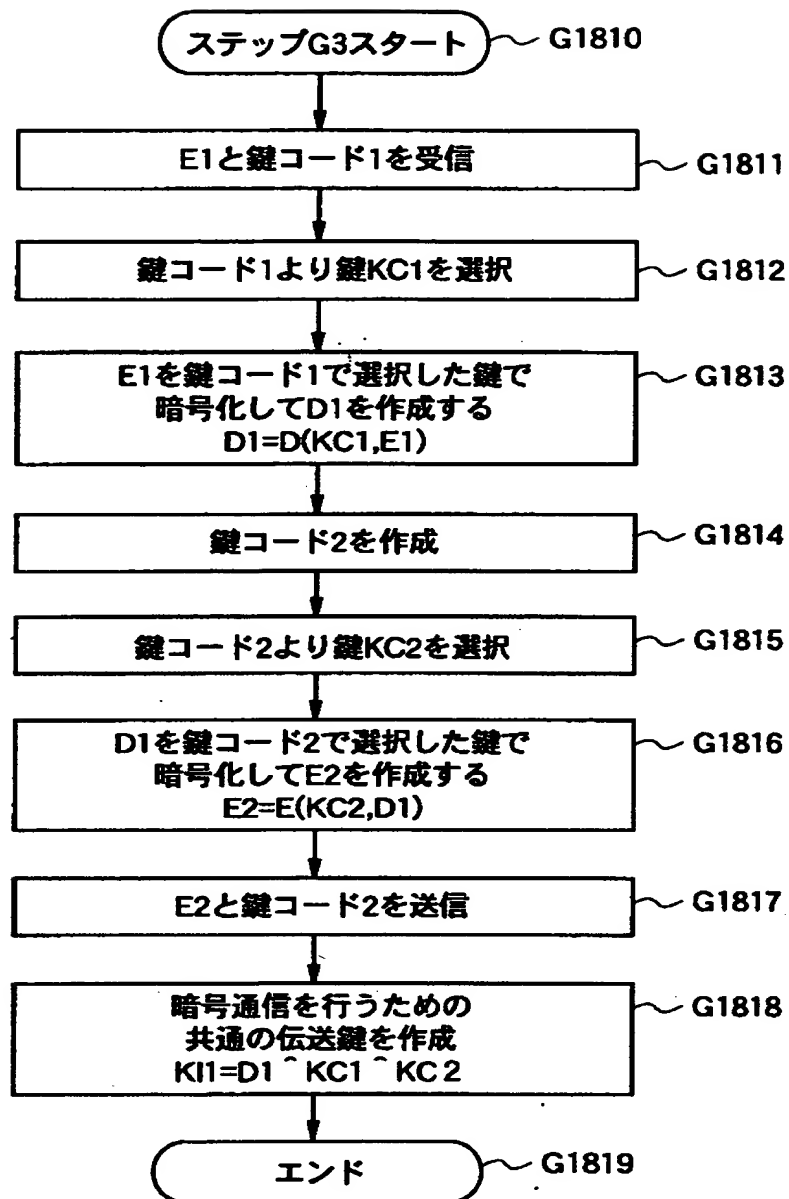 ステップG3スタート
G1810
E1と鍵コード1を受信
G1811
鍵コード1より鍵KC1を選択
G1812
E1を鍵コード1で選択した鍵で
暗号化してD1を作成する
D1=D(KC1,E1)
G1813
鍵コード2を作成
G1814
鍵コード2より鍵KC2を選択
G1815
D1を鍵コード2で選択した鍵で
暗号化してE2を作成する
E2=E(KC2,D1)
G1816
E2と鍵コード2を送信
G1817
暗号通信を行うための
共通の伝送鍵を作成
KI1=D1^KC1^KC2
G1818
エンド
G1819